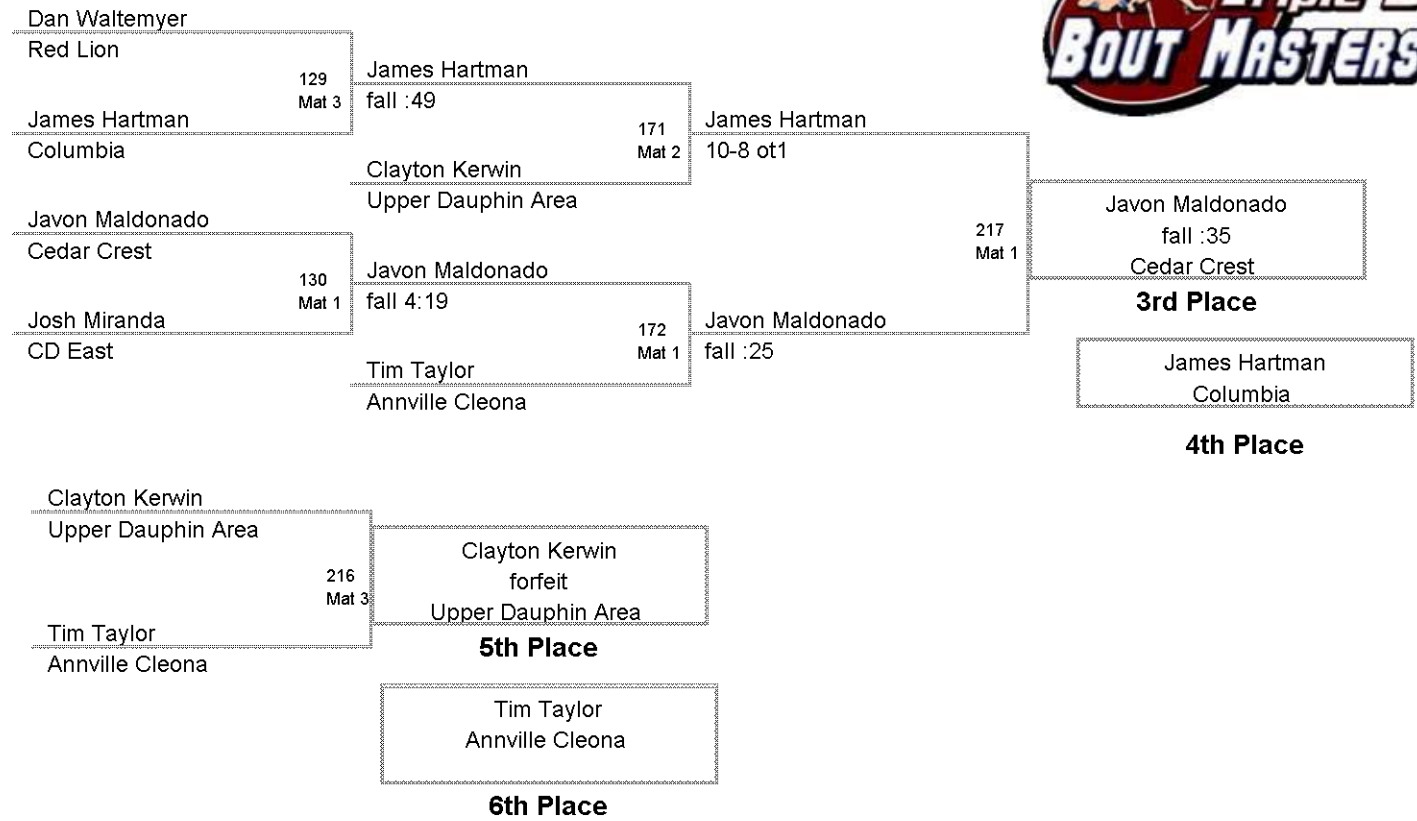 Dan Waltemyer
Red Lion
129
Mat 3
James Hartman
fall :49
James Hartman
Columbia
171
Mat 2
James Hartman
10-8 ot1
Clayton Kerwin
Upper Dauphin Area
Javon Maldonado
Cedar Crest
130
Mat 1
Javon Maldonado
fall 4:19
Josh Miranda
CD East
172
Mat 1
Javon Maldonado
fall :25
Tim Taylor
Annville Cleona
217
Mat 1
Javon Maldonado
fall :35
Cedar Crest
3rd Place
James Hartman
Columbia
4th Place
Clayton Kerwin
Upper Dauphin Area
216
Mat 3
Clayton Kerwin
forfeit
Upper Dauphin Area
5th Place
Tim Taylor
Annville Cleona
Tim Taylor
Annville Cleona
6th Place
BOUT MASTERS